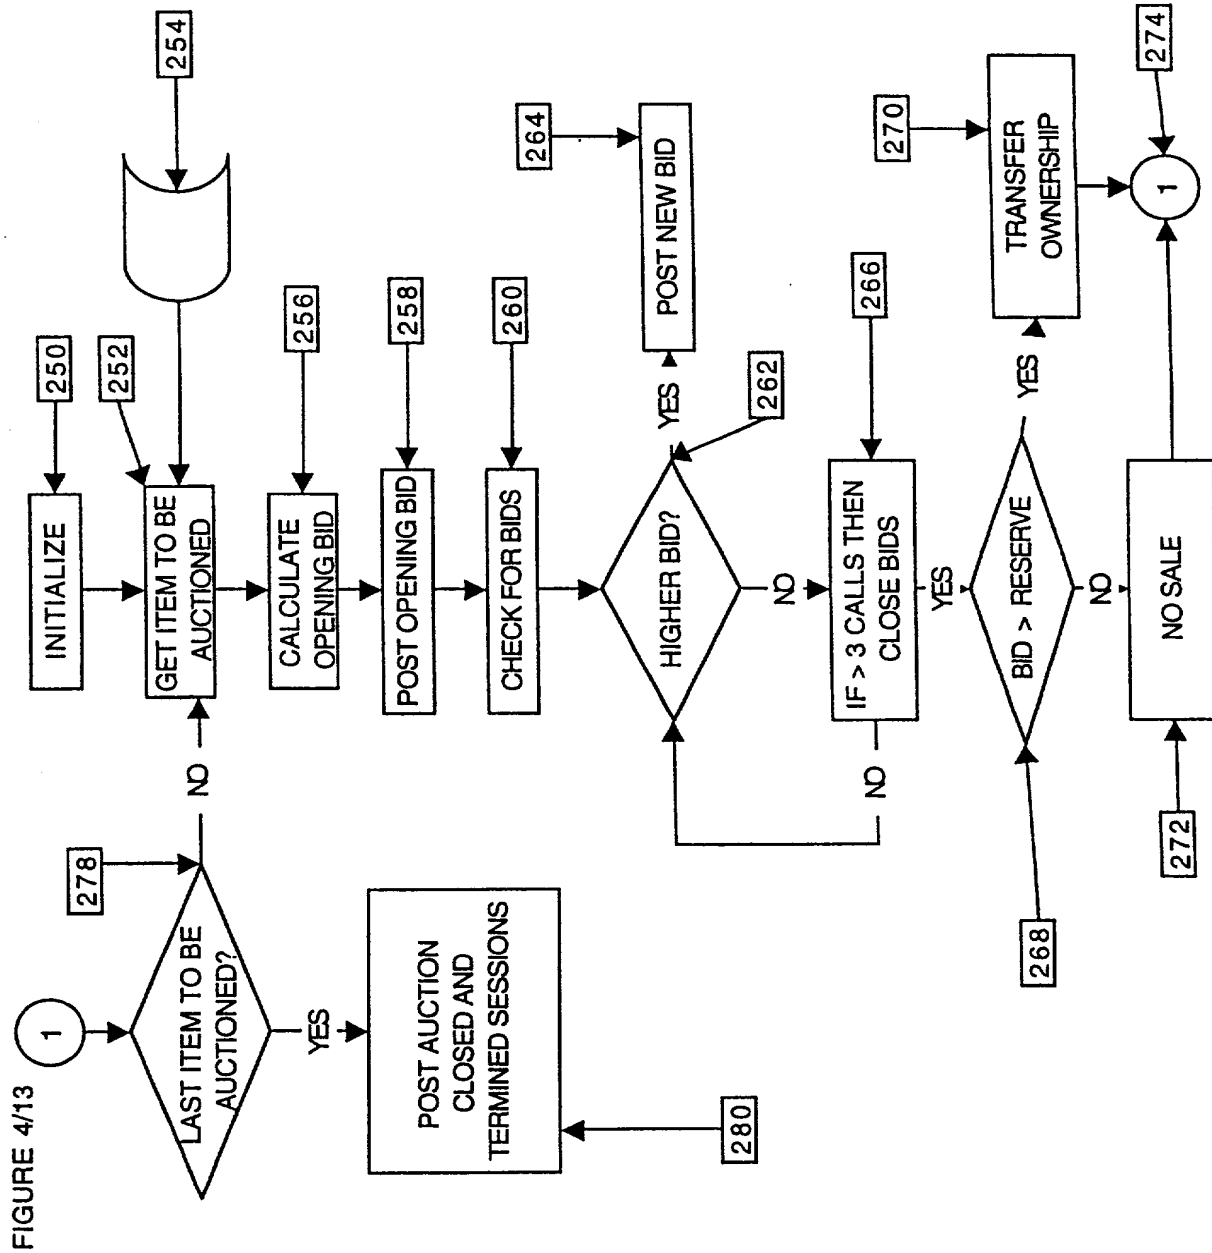 FIGURE 4/13
1
278
LAST ITEM TO BE
AUCTIONED?
NO
YES
POST AUCTION
CLOSED AND
TERMINED SESSIONS
280
250
INITIALIZE
252
254
GET ITEM TO BE
AUCTIONED
256
CALCULATE
OPENING BID
258
POST OPENING BID
260
CHECK FOR BIDS
262
HIGHER BID?
YES
264
POST NEW BID
NO
266
IF > 3 CALLS THEN
CLOSE BIDS
NO
YES
268
BID > RESERVE
YES
270
TRANSFER
OWNERSHIP
NO
272
NO SALE
274
1